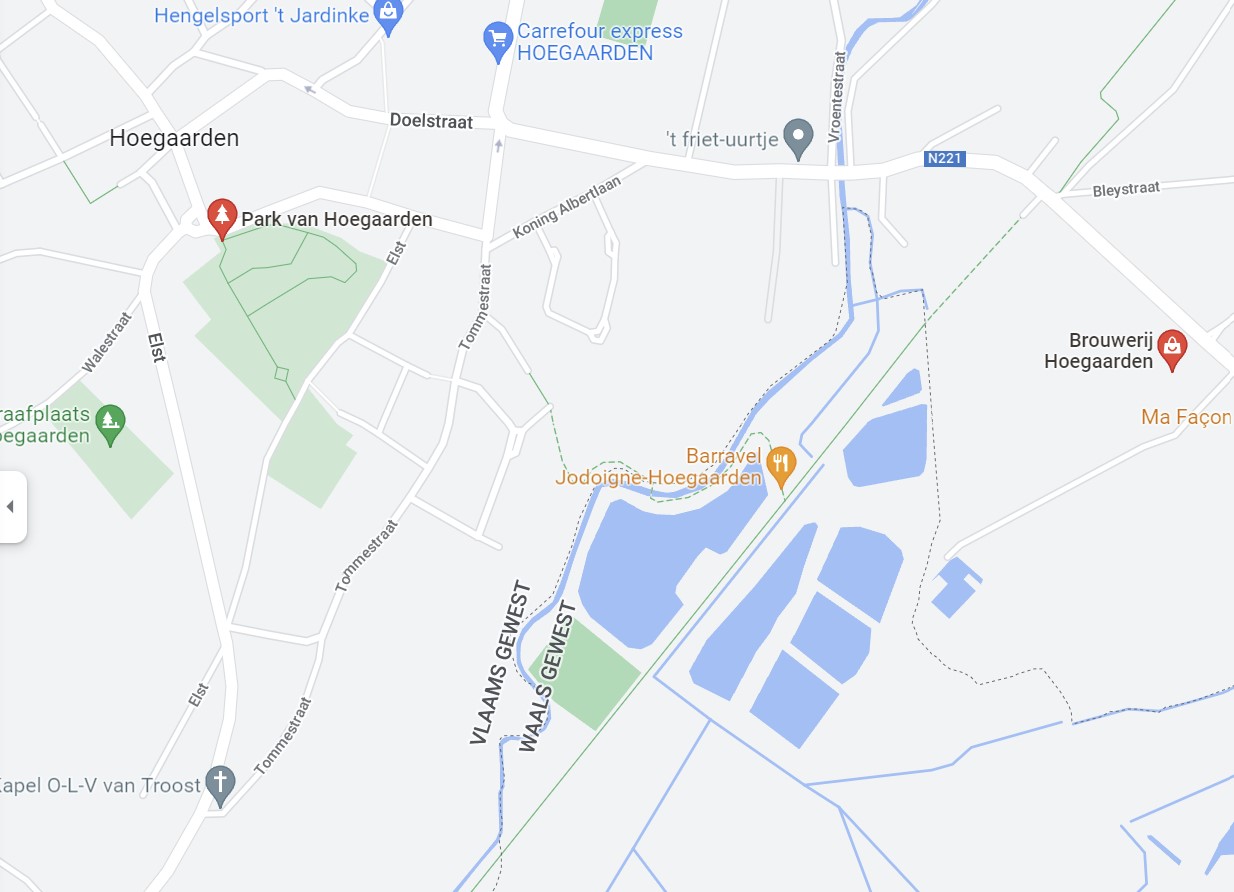 Hengelsport 't Jardinke
Carrefour express
HOEGAARDEN
Vroentestraat
Doelstraat
Hoegaarden
't friet-uurtje
N221
Bleystraat
Koning Albertlaan
Park van Hoegaarden
Elst
Tommestraat
Walestraat
Elst
Brouwerij
Hoegaarden
raafplaats
oegaarden
Ma Façon
Barravel
Jodoigne-Hoegaarden
Tommestraat
VLAAMS GEWEST
WAALS GEWEST
Elst
Tommestraat
Kapel O-L-V van Troost